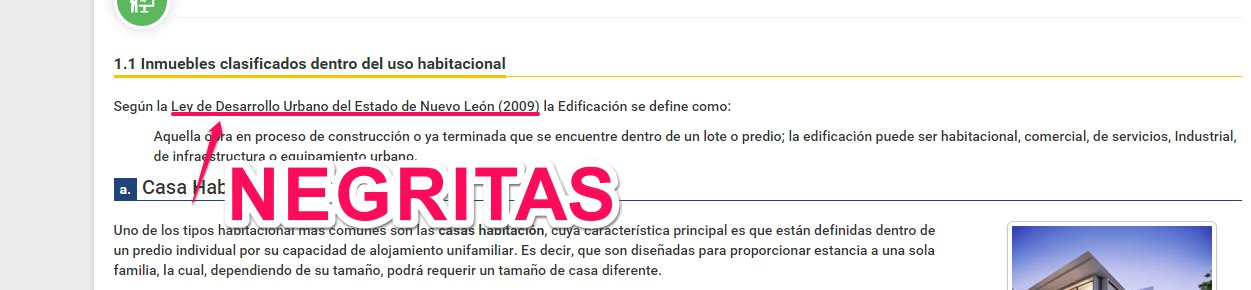 1.1 Inmuebles clasificados dentro del uso habitacional
Según la Ley de Desarrollo Urbano del Estado de Nuevo León (2009) la Edificación se define como:
Aquella obra en proceso de construcción o ya terminada que se encuentre dentro de un lote o predio; la edificación puede ser habitacional, comercial, de servicios, Industrial,
de infraestructura o equipamiento urbano.
a. Casa Hab
NEGRITAS
Uno de los tipos habitacional más comunes son las casas habitación, cuya característica principal es que están definidas dentro de
un predio individual por su capacidad de alojamiento unifamiliar. Es decir, que son diseñadas para proporcionar estancia a una sola
familia, la cual, dependiendo de su tamaño, podrá requerir un tamaño de casa diferente.